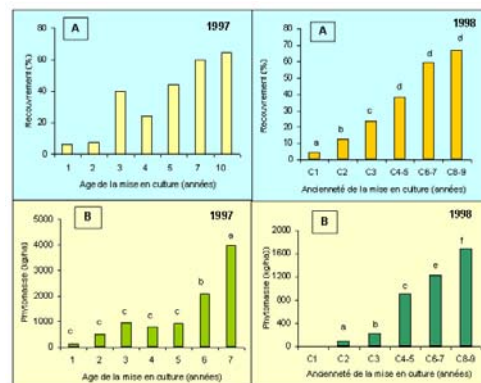 A
1997
Recouvrement (%)
80
60
40
20
0
1 2 3 4 5 7 10
Age de la mise en culture (années)
A
1998
Recouvrement (%)
80
70
60
50
40
30
20
10
0
a b c d d d
C1 C2 C3 C4-5 C6-7 C8-9
Ancienneté de la mise en culture (années)
B
1997
Phytomasse (kg/ha)
5000
4000
3000
2000
1000
0
c c c c c b a
1 2 3 4 5 6 7
Age de la mise en culture (années)
B
1998
Phytomasse (kg/ha))
1600
1200
800
400
0
a b c e f
C1 C2 C3 C4-5 C6-7 C8-9
Ancienneté de la mise en culture (années)